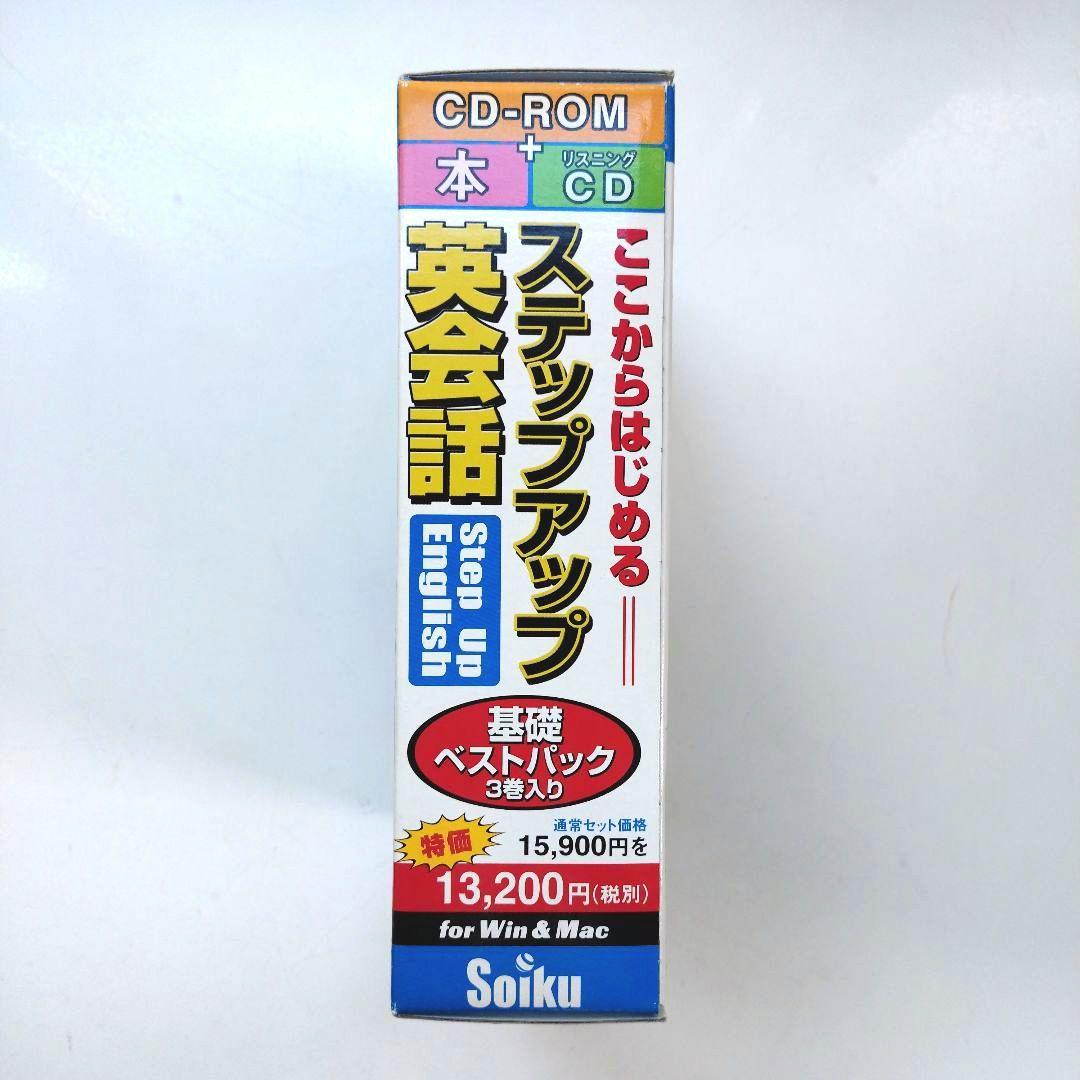 CD-ROM
+
本
リスニング
CD
ここからはじめる
ステップアップ
英会話
Step Up
English
基礎
ベストパック
3巻入り
特価
通常セット価格
15,900円を
13,200円(税別)
for Win & Mac
Soiku